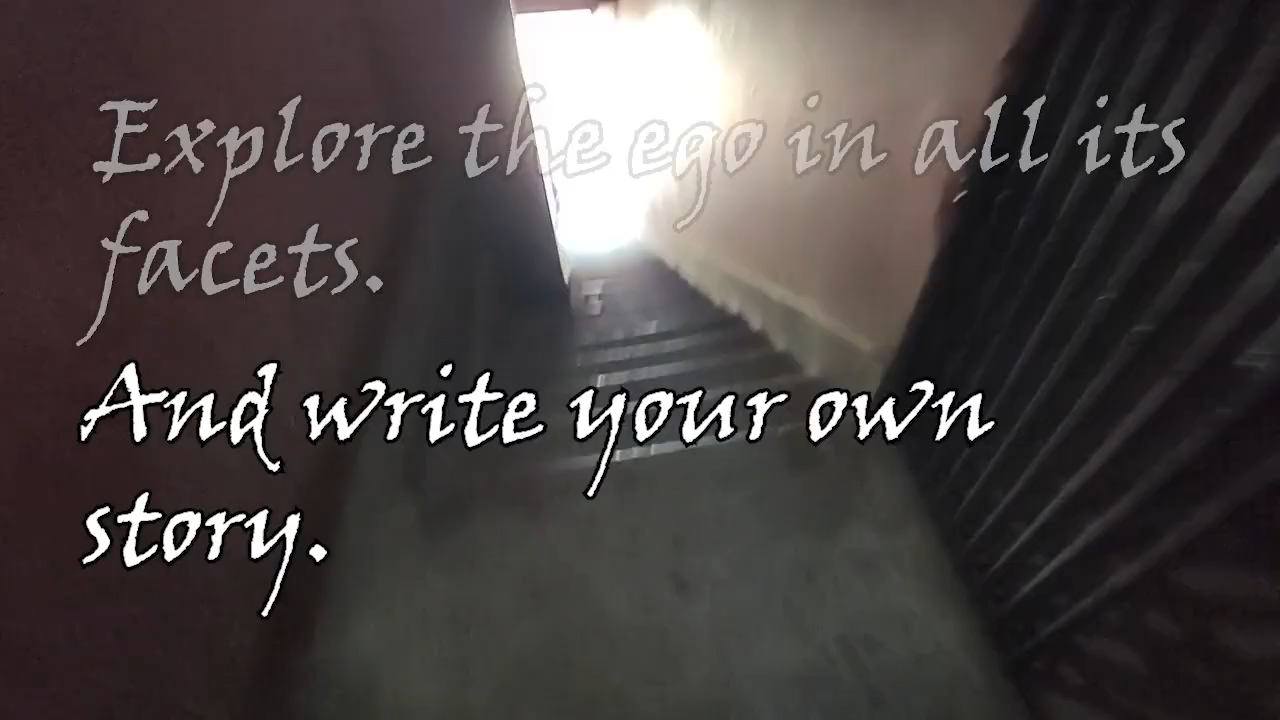 Explore the ego in all its
facets.
And write your own
story.